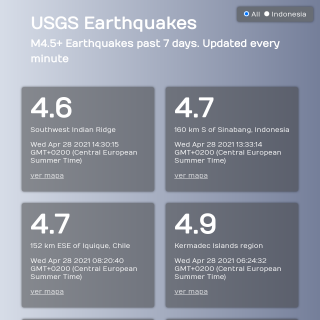 All Indonesia
USGS Earthquakes
M4.5+ Earthquakes past 7 days. Updated every
minute
4.6
Southwest Indian Ridge
Wed Apr 28 2021 14:30:15
GMT+0200 (Central European
Summer Time)
ver mapa
4.7
160 km S of Sinabang, Indonesia
Wed Apr 28 2021 13:33:14
GMT+0200 (Central European
Summer Time)
ver mapa
4.7
152 km ESE of Iquique, Chile
Wed Apr 28 2021 08:20:40
GMT+0200 (Central European
Summer Time)
ver mapa
4.9
Kermadec Islands region
Wed Apr 28 2021 06:24:32
GMT+0200 (Central European
Summer Time)
ver mapa